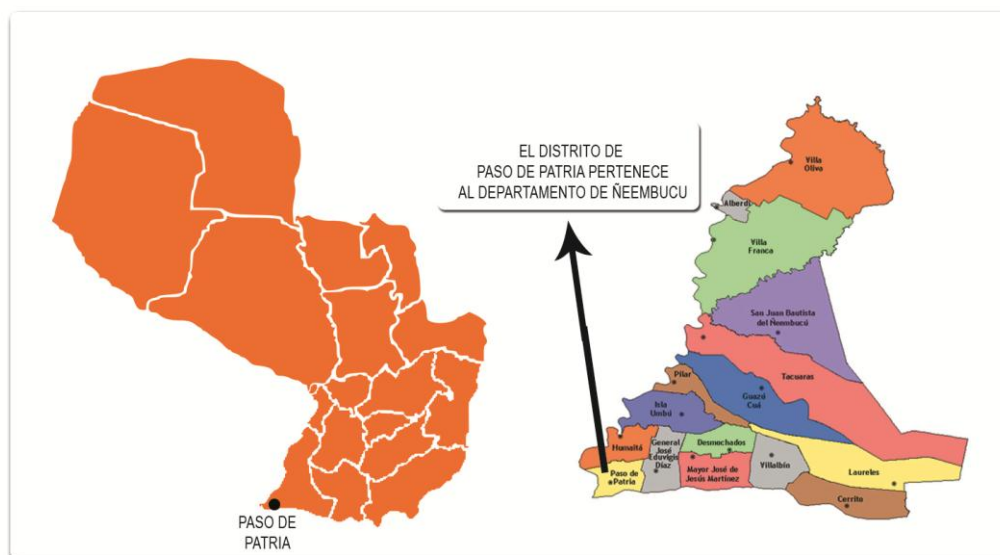 EL DISTRITO DE
PASO DE PATRIA PERTENECE
AL DEPARTAMENTO DE ÑEEMBUCU
PASO DE
PATRIA
Villa
Oliva
Alberdi
Villa
Franca
San Juan Bautista
del Ñeembucú
Tacuaras
Pilar
Guazú
Cuá
Isla
Umbú
Humaitá
General
José
Eduvigis
Díaz
Desmochados
Paso de
Patria
Mayor José de
Jesús Martínez
Villalbín
Laureles
Cerrito